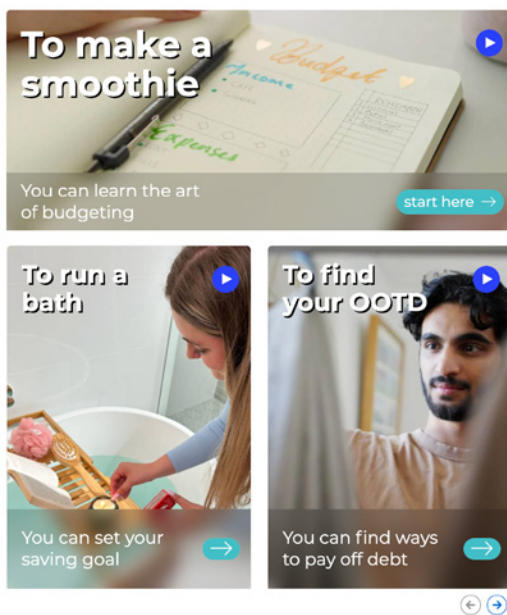 To make a
smoothie
Budget
Income
Expenses
You can learn the art
of budgeting
start here
To run a
bath
You can set your
saving goal
To find
your OOTD
You can find ways
to pay off debt